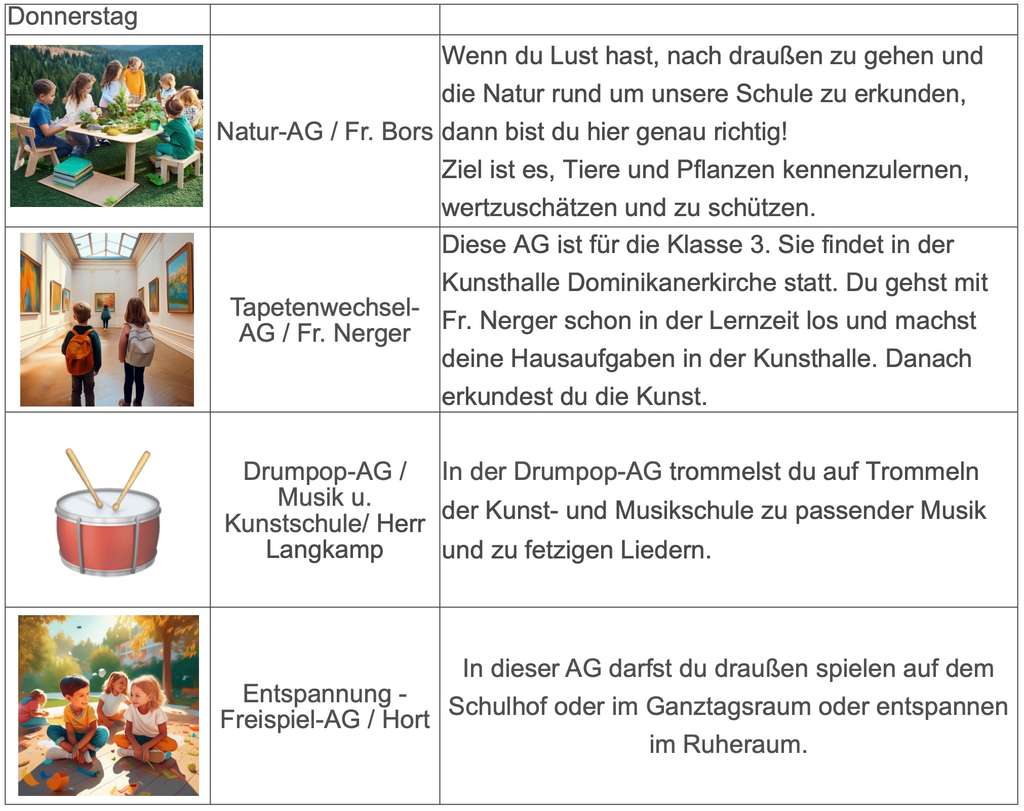 Donnerstag
Natur-AG / Fr. Bors
Wenn du Lust hast, nach draußen zu gehen und
die Natur rund um unsere Schule zu erkunden,
dann bist du hier genau richtig!
Ziel ist es, Tiere und Pflanzen kennenzulernen,
wertzuschätzen und zu schützen.
Tapetenwechsel-
AG / Fr. Nerger
Diese AG ist für die Klasse 3. Sie findet in der
Kunsthalle Dominikanerkirche statt. Du gehst mit
Fr. Nerger schon in der Lernzeit los und machst
deine Hausaufgaben in der Kunsthalle. Danach
erkundest du die Kunst.
Drumpop-AG /
Musik u.
Kunstschule/ Herr
Langkamp
In der Drumpop-AG trommelst du auf Trommeln
der Kunst- und Musikschule zu passender Musik
und zu fetzigen Liedern.
Entspannung -
Freispiel-AG / Hort
In dieser AG darfst du draußen spielen auf dem
Schulhof oder im Ganztagsraum oder entspannen
im Ruheraum.